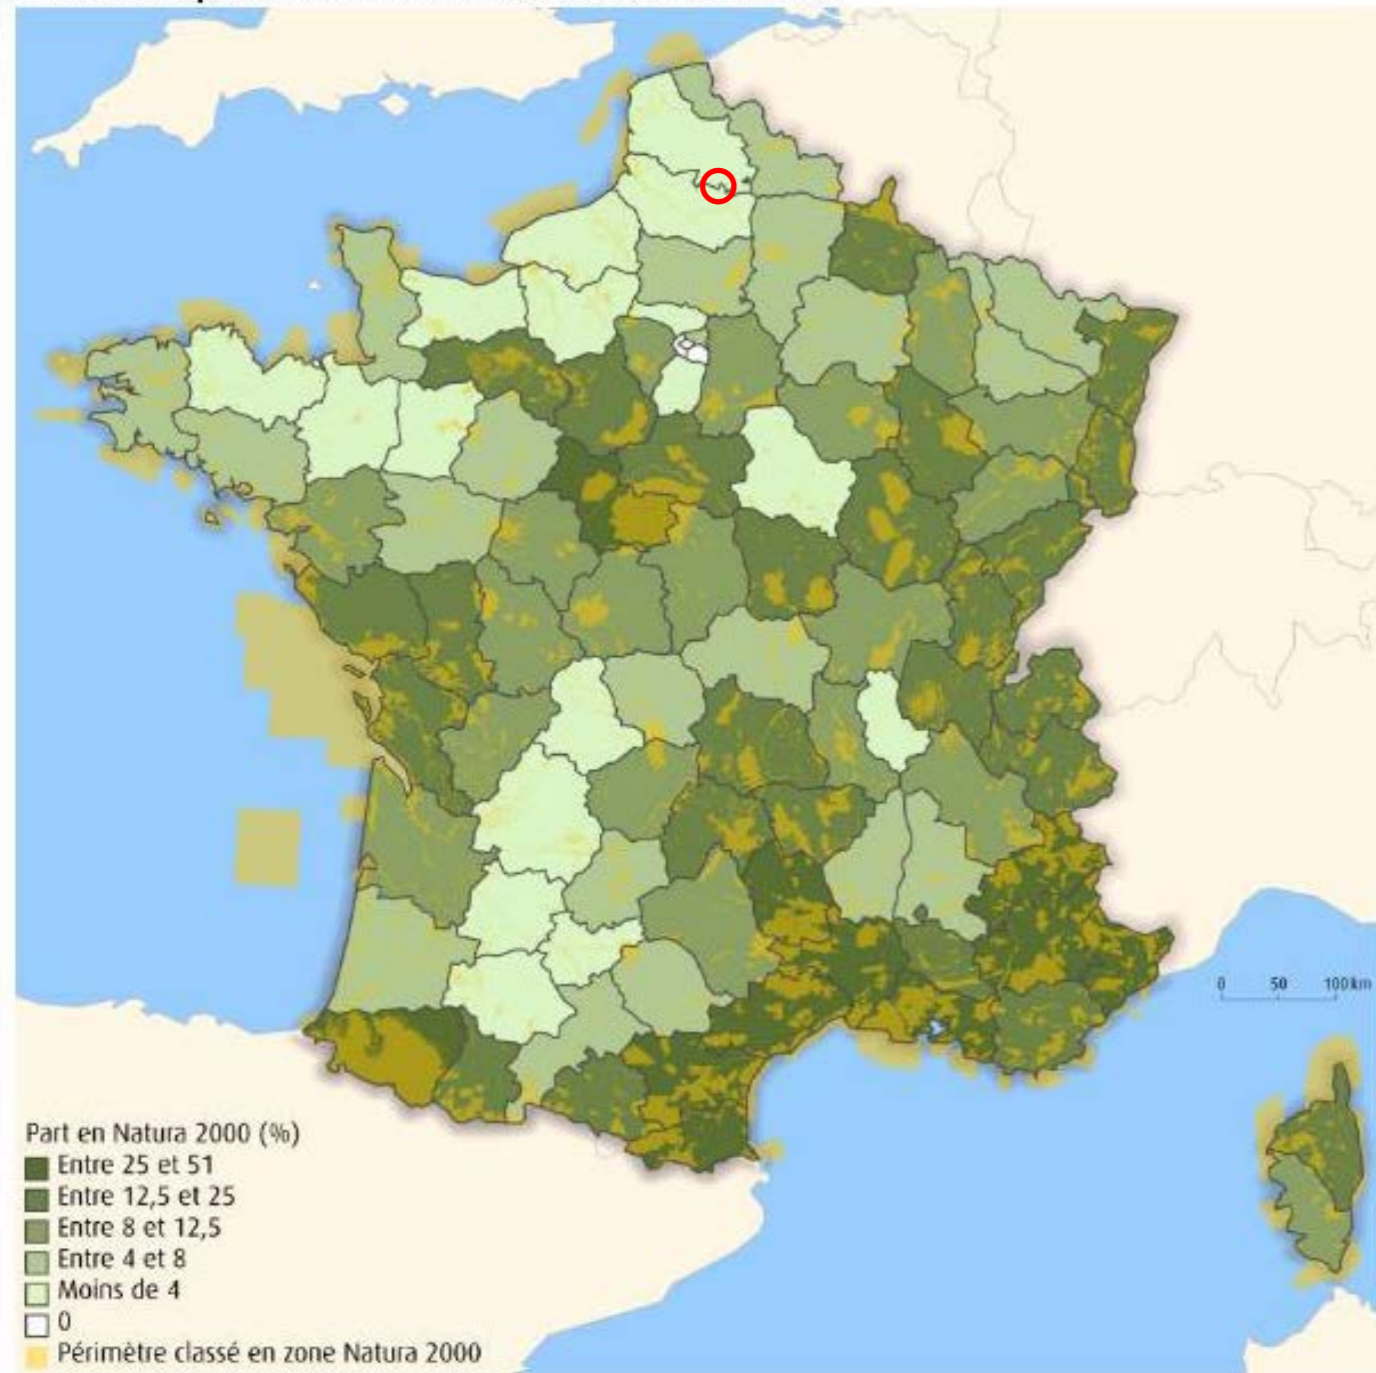 0 50 100 km
Part en Natura 2000 (%)
Entre 25 et 51
Entre 12,5 et 25
Entre 8 et 12,5
Entre 4 et 8
Moins de 4
0
Périmètre classé en zone Natura 2000